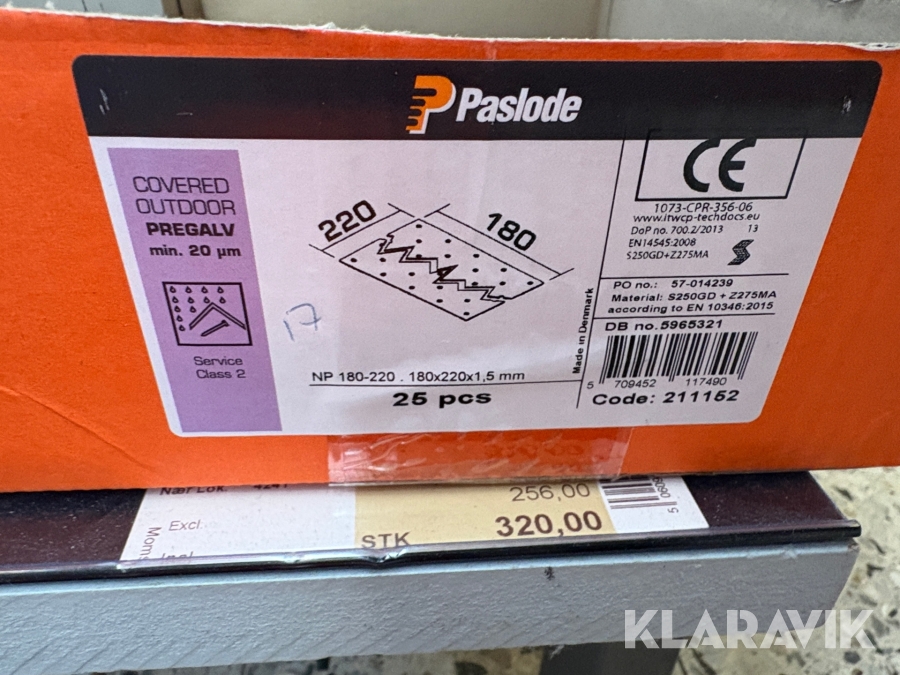 Paslode
COVERED
OUTDOOR
PREGALV
min. 20 µm
Service
Class 2
220
180
17
NP 180-220 . 180x220x1,5 mm
25 pcs
Made in Denmark
CE
1073-CPR-356-06
www.itwcp-techdocs.eu
DoP no. 700.2/2013 13
EN14545:2008
S250GD+Z275MA
PO no.: 57-014239
Material: S250GD + Z275MA
according to EN 10346:2015
DB no.5965321
5 709452 117490
Code: 211152
4241
256,00
Excl.
Moms
STK
320,00
KLARAVIK